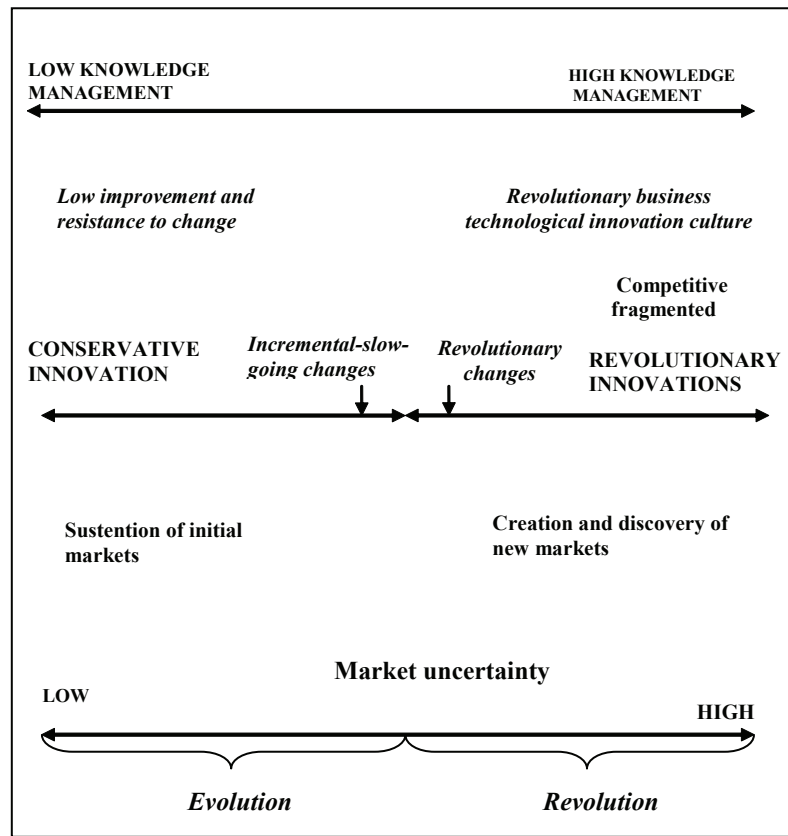 LOW KNOWLEDGE
MANAGEMENT
HIGH KNOWLEDGE
MANAGEMENT
Low improvement and
resistance to change
Revolutionary business
technological innovation culture
Competitive
fragmented
CONSERVATIVE
INNOVATION
Incremental-slow-
going changes
Revolutionary
changes
REVOLUTIONARY
INNOVATIONS
Sustention of initial
markets
Creation and discovery of
new markets
Market uncertainty
LOW
HIGH
Evolution
Revolution